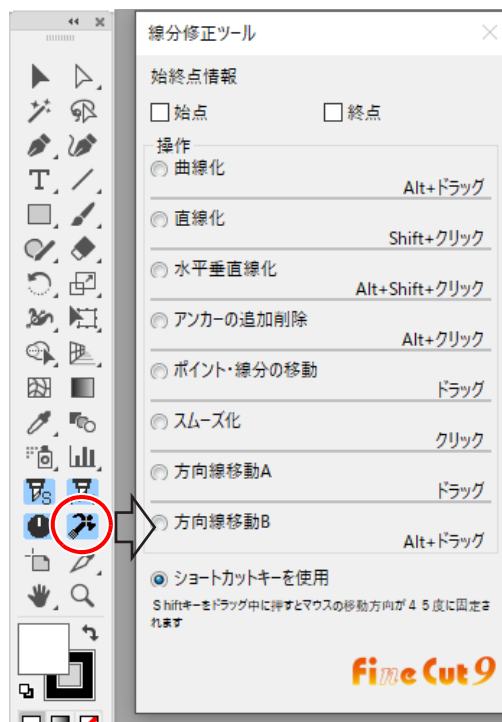 線分修正ツール
始終点情報
始点
終点
操作
曲線化
Alt+ドラッグ
直線化
Shift+クリック
水平垂直線化
Alt+Shift+クリック
アンカーの追加削除
Alt+クリック
ポイント・線分の移動
ドラッグ
スムーズ化
クリック
方向線移動A
ドラッグ
方向線移動B
Alt+ドラッグ
ショートカットキーを使用
Shiftキーをドラッグ中に押すとマウスの移動方向が45度に固定さ
れます
Fine Cut 9